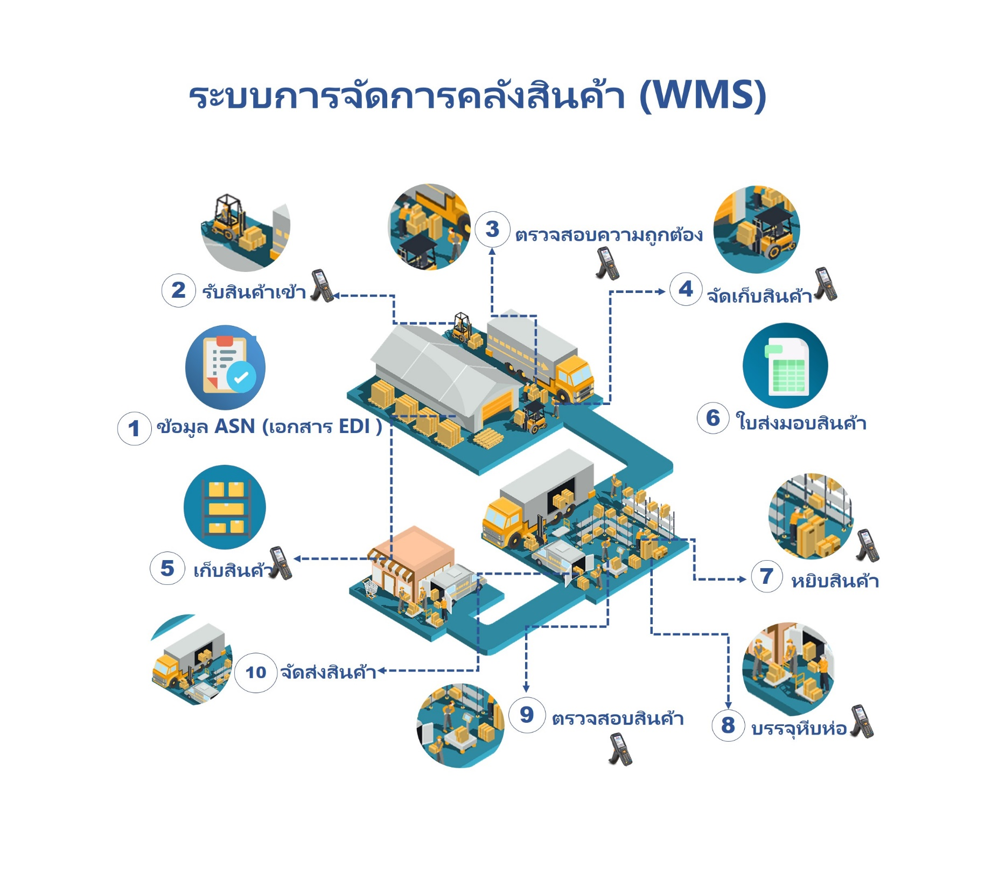 ระบบการจัดการคลังสินค้า (WMS)
3 ตรวจสอบความถูกต้อง
2 รับสินค้าเข้า
4 จัดเก็บสินค้า
1 ข้อมูล ASN (เอกสาร EDI )
6 ใบส่งมอบสินค้า
5 เก็บสินค้า
7 หยิบสินค้า
10 จัดส่งสินค้า
9 ตรวจสอบสินค้า
8 บรรจุหีบห่อ